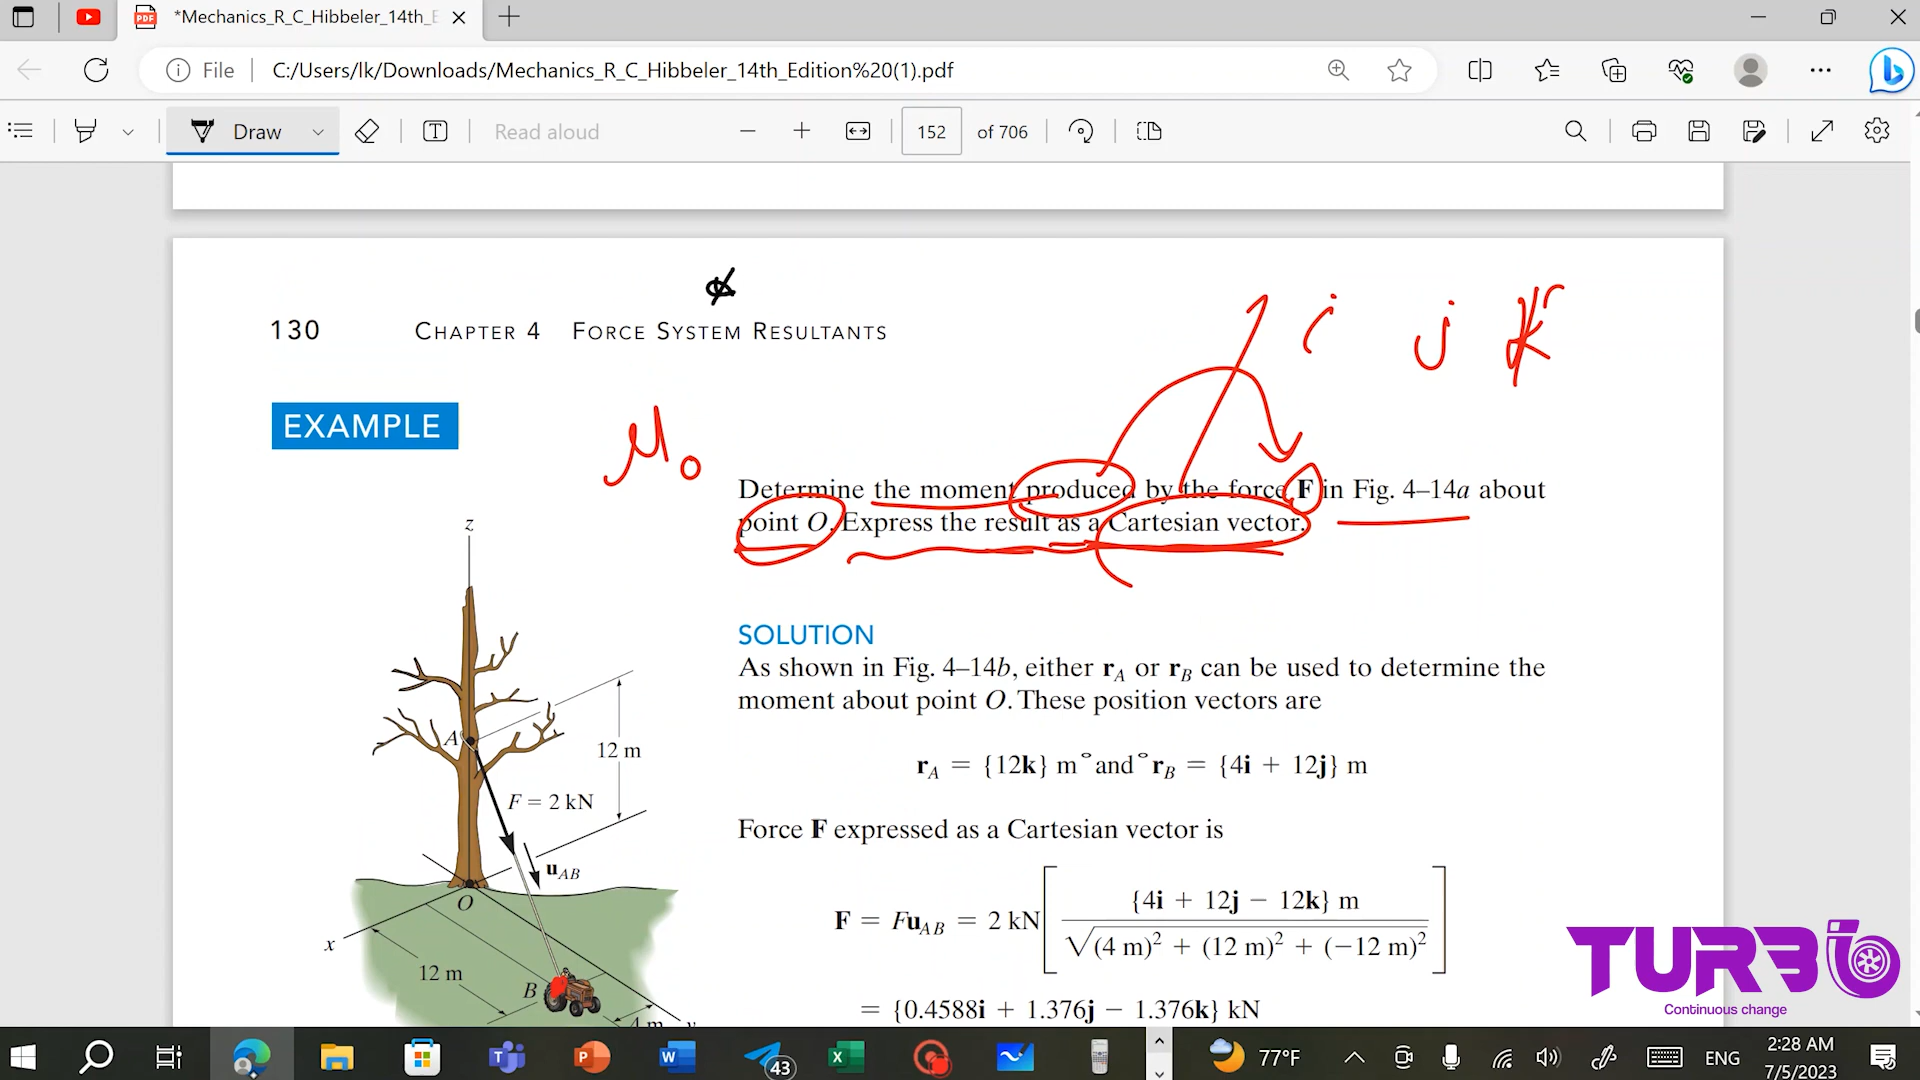 *Mechanics_R_C_Hibbeler_14th_E
File C:/Users/lk/Downloads/Mechanics_R_C_Hibbeler_14th_Edition%20(1).pdf
Draw Read aloud 152 of 706
130 CHAPTER 4 FORCE SYSTEM RESULTANTS
i j k
EXAMPLE
M₀
Determine the moment produced by the force F in Fig. 4–14a about
point O. Express the result as a Cartesian vector.
SOLUTION
As shown in Fig. 4–14b, either r_A or r_B can be used to determine the
moment about point O. These position vectors are
r_A = {12k} m and r_B = {4i + 12j} m
Force F expressed as a Cartesian vector is
F = Fu_AB = 2 kN [ {4i + 12j − 12k} m / √(4 m)² + (12 m)² + (−12 m)² ]
= {0.4588i + 1.376j − 1.376k} kN
z
A
12 m
F = 2 kN
u_AB
O
x
12 m
B
4 m
y
TURBO
Continuous change
43
77°F
ENG
2:28 AM
7/5/2023